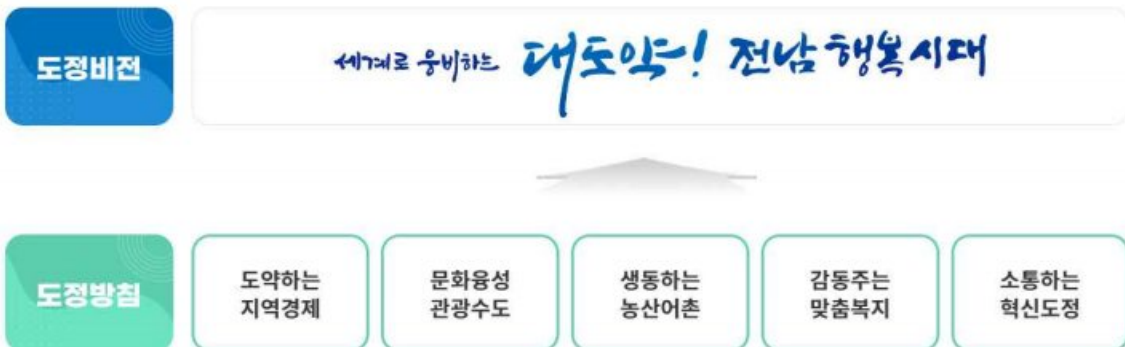 도정비전
세계로 웅비하는 대도약! 전남 행복시대
도정방침
도약하는
지역경제
문화융성
관광수도
생동하는
농산어촌
감동주는
맞춤복지
소통하는
혁신도정